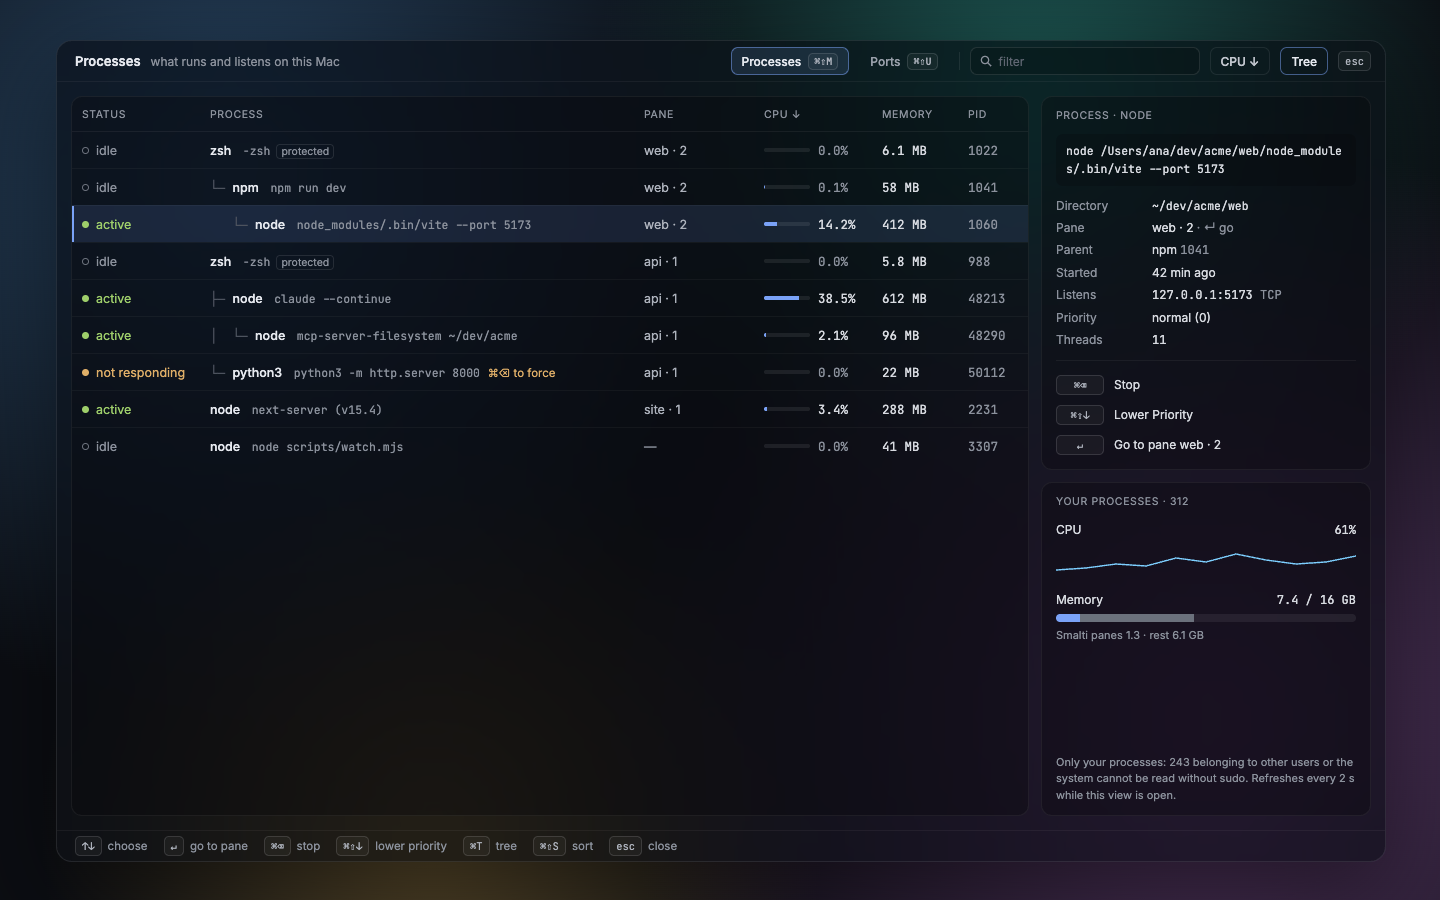 Processes what runs and listens on this Mac Processes ⌘⇧M Ports ⌘⇧U filter CPU ↓ Tree esc
STATUS PROCESS PANE CPU ↓ MEMORY PID
idle zsh -zsh protected web · 2 0.0% 6.1 MB 1022
idle └─ npm npm run dev web · 2 0.1% 58 MB 1041
active └─ node node_modules/.bin/vite --port 5173 web · 2 14.2% 412 MB 1060
idle zsh -zsh protected api · 1 0.0% 5.8 MB 988
active ├─ node claude --continue api · 1 38.5% 612 MB 48213
active │ └─ node mcp-server-filesystem ~/dev/acme api · 1 2.1% 96 MB 48290
not responding └─ python3 python3 -m http.server 8000 ⌘⌫ to force api · 1 0.0% 22 MB 50112
active node next-server (v15.4) site · 1 3.4% 288 MB 2231
idle node node scripts/watch.mjs — 0.0% 41 MB 3307
PROCESS · NODE
node /Users/ana/dev/acme/web/node_module
s/.bin/vite --port 5173
Directory ~/dev/acme/web
Pane web · 2 · ↵ go
Parent npm 1041
Started 42 min ago
Listens 127.0.0.1:5173 TCP
Priority normal (0)
Threads 11
⌘⌫ Stop
⌘⇧↓ Lower Priority
↵ Go to pane web · 2
YOUR PROCESSES · 312
CPU 61%
Memory 7.4 / 16 GB
Smalti panes 1.3 · rest 6.1 GB
Only your processes: 243 belonging to other users or the
system cannot be read without sudo. Refreshes every 2 s
while this view is open.
↑↓ choose ↵ go to pane ⌘⌫ stop ⌘⇧↓ lower priority ⌘T tree ⌘⇧S sort esc close